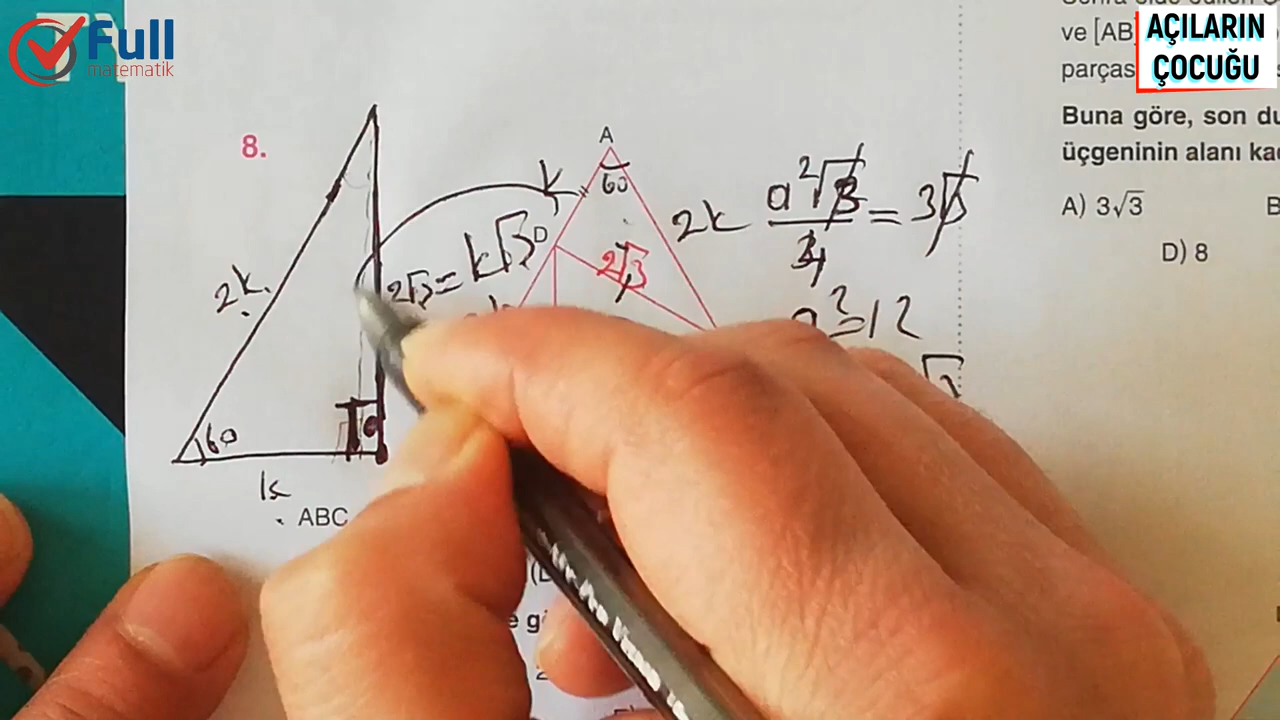 Full
matematik
AÇILARIN
ÇOCUĞU
ve [AB]
parças
Buna göre, son du
üçgeninin alanı ka
A) 3√3
B
D) 8
8.
A
60
k
D
2k
2√3 = k√3
2√3
2k
a²√3 / 4 = 3√3
a² = 12
60
k
ABC